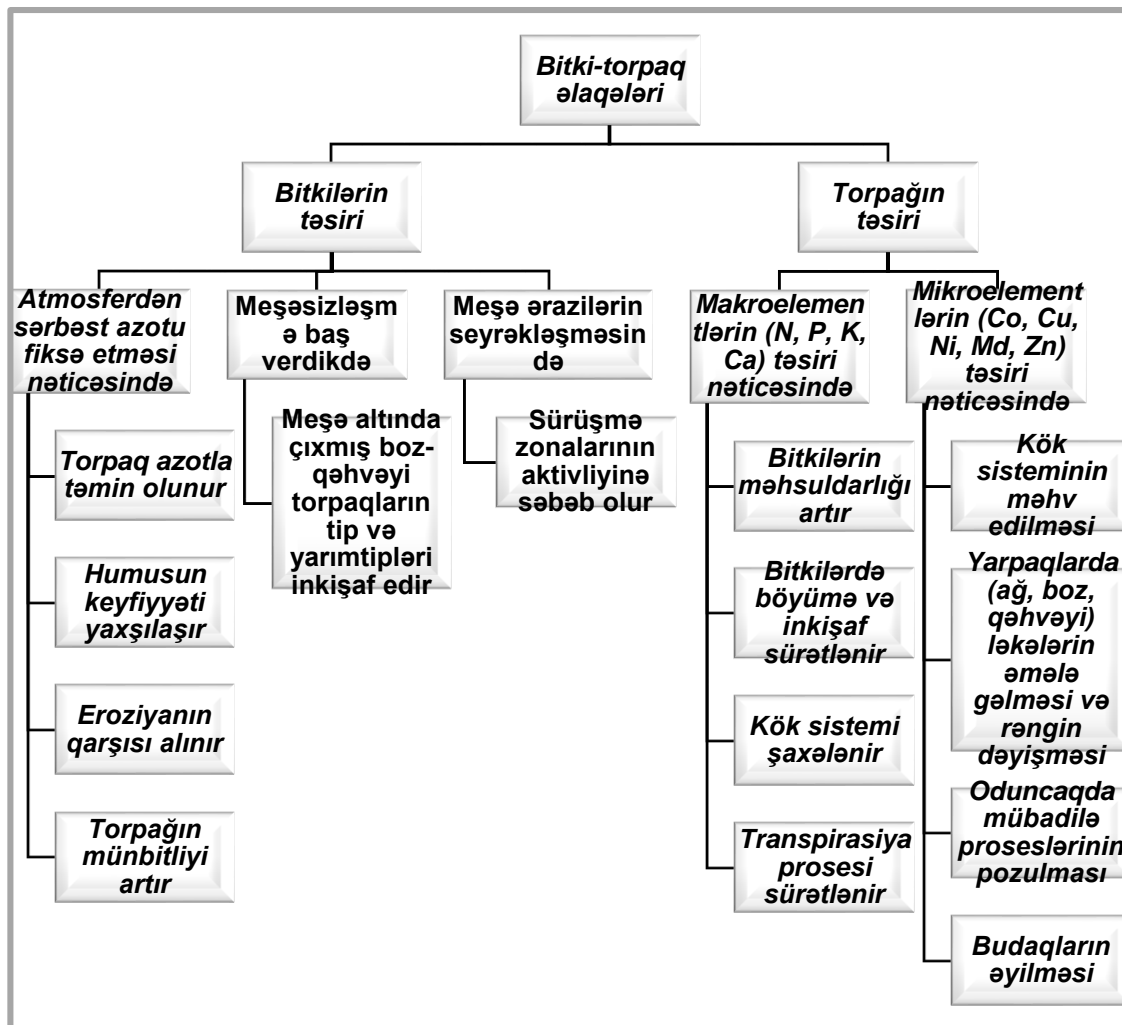 Bitki-torpaq
əlaqələri
Bitkilərin
təsiri
Torpağın
təsiri
Atmosferdən
sərbəst azotu
fiksə etməsi
nəticəsində
Torpaq azotla
təmin olunur
Humusun
keyfiyyəti
yaxşılaşır
Eroziyanın
qarşısı alınır
Torpağın
münbitliyi
artır
Meşəsizləşm
ə baş
verdikdə
Meşə altında
çıxmış boz-
qəhvəyi
torpaqların
tip və
yarımtipləri
inkişaf edir
Meşə ərazilərin
seyrəkləşməsin
də
Sürüşmə
zonalarının
aktivliyinə
səbəb olur
Makroelemen
tlərin (N, P, K,
Ca) təsiri
nəticəsində
Bitkilərin
məhsuldarlığı
artır
Bitkilərdə
böyümə və
inkişaf
sürətlənir
Kök sistemi
şaxələnir
Transpirasiya
prosesi
sürətlənir
Mikroelement
lərin (Co, Cu,
Ni, Md, Zn)
təsiri
nəticəsində
Kök
sisteminin
məhv
edilməsi
Yarpaqlarda
(ağ, boz,
qəhvəyi)
ləkələrin
əmələ
gəlməsi və
rəngin
dəyişməsi
Oduncaqda
mübadilə
proseslərinin
pozulması
Budaqların
əyilməsi